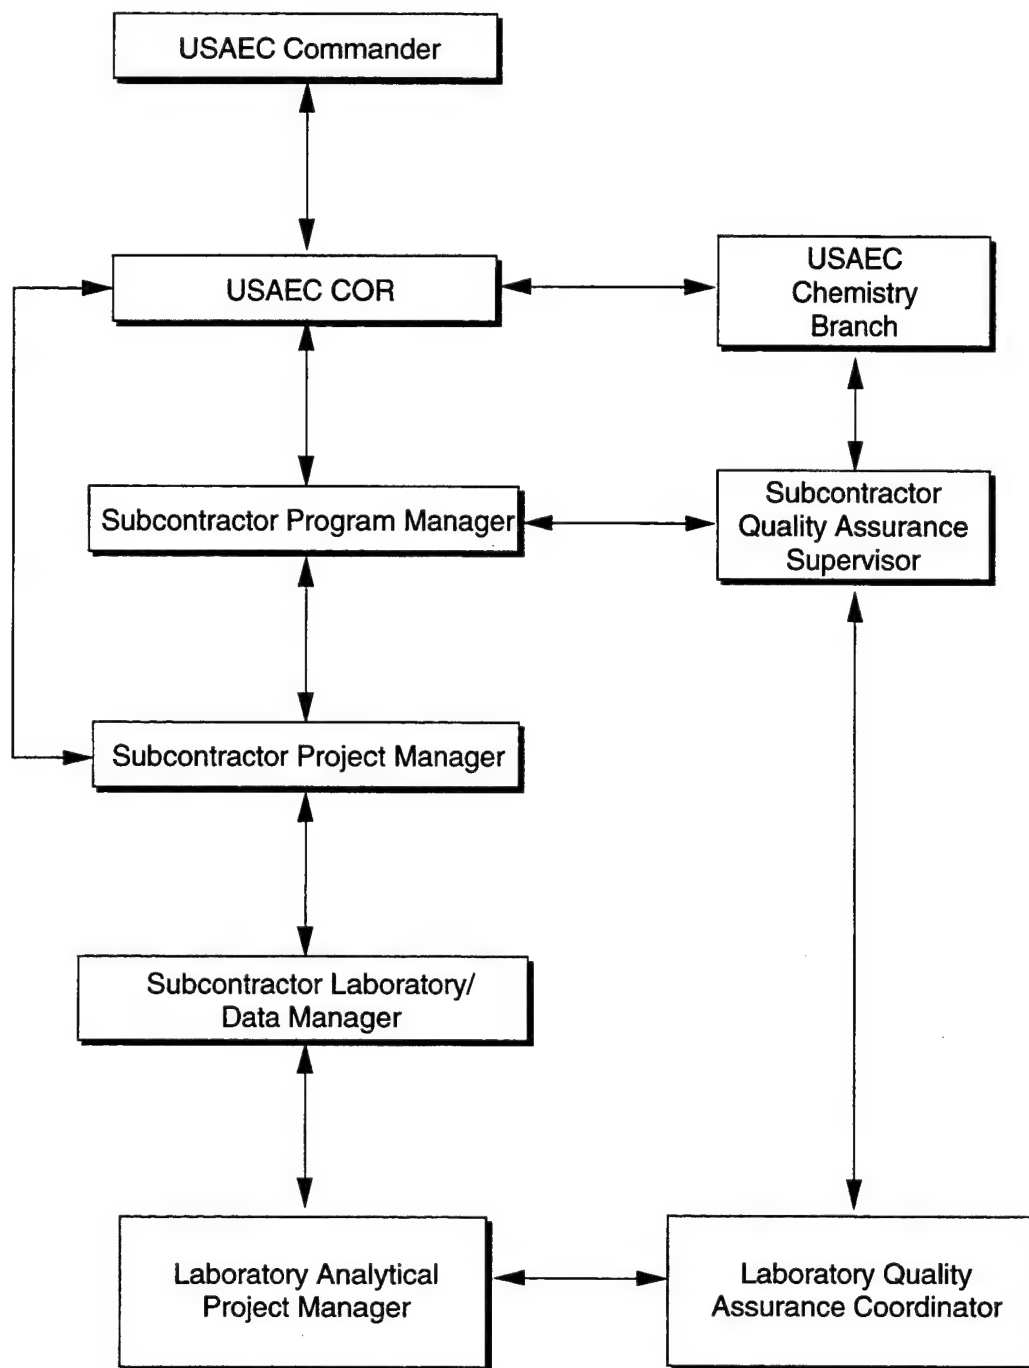 USAEC Commander
USAEC COR
USAEC
Chemistry
Branch
Subcontractor Program Manager
Subcontractor
Quality Assurance
Supervisor
Subcontractor Project Manager
Subcontractor Laboratory/
Data Manager
Laboratory Analytical
Project Manager
Laboratory Quality
Assurance Coordinator